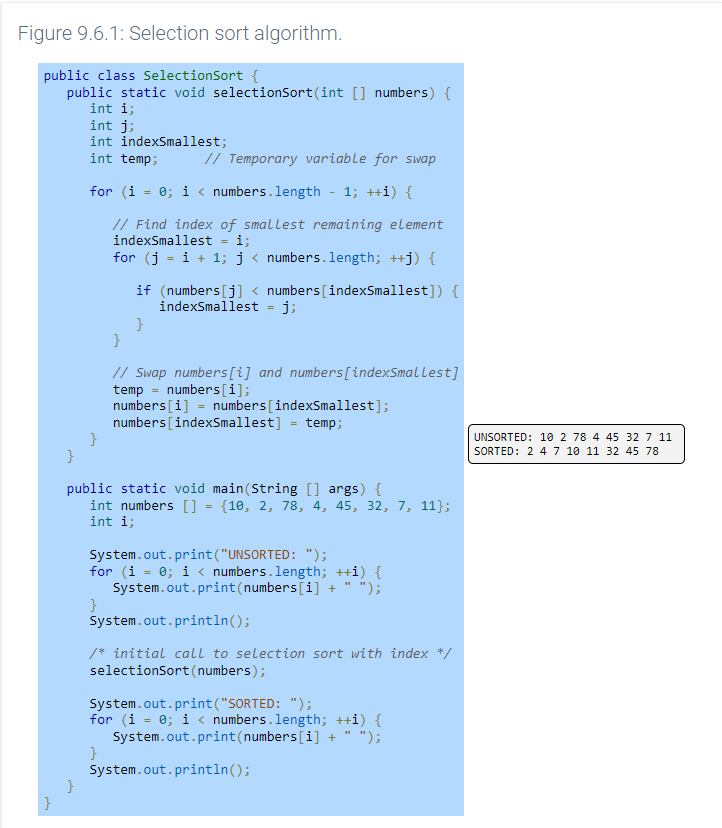 Figure 9.6.1: Selection sort algorithm.
public class SelectionSort {
public static void selectionSort(int [] numbers) {
int i;
int j;
int indexSmallest;
int temp;      // Temporary variable for swap
for (i = 0; i < numbers.length - 1; ++i) {
// Find index of smallest remaining element
indexSmallest = i;
for (j = i + 1; j < numbers.length; ++j) {
if (numbers[j] < numbers[indexSmallest]) {
indexSmallest = j;
}
}
// Swap numbers[i] and numbers[indexSmallest]
temp = numbers[i];
numbers[i] = numbers[indexSmallest];
numbers[indexSmallest] = temp;
}
}
public static void main(String [] args) {
int numbers [] = {10, 2, 78, 4, 45, 32, 7, 11};
int i;
System.out.print("UNSORTED: ");
for (i = 0; i < numbers.length; ++i) {
System.out.print(numbers[i] + " ");
}
System.out.println();
/* initial call to selection sort with index */
selectionSort(numbers);
System.out.print("SORTED: ");
for (i = 0; i < numbers.length; ++i) {
System.out.print(numbers[i] + " ");
}
System.out.println();
}
}
UNSORTED: 10 2 78 4 45 32 7 11
SORTED: 2 4 7 10 11 32 45 78